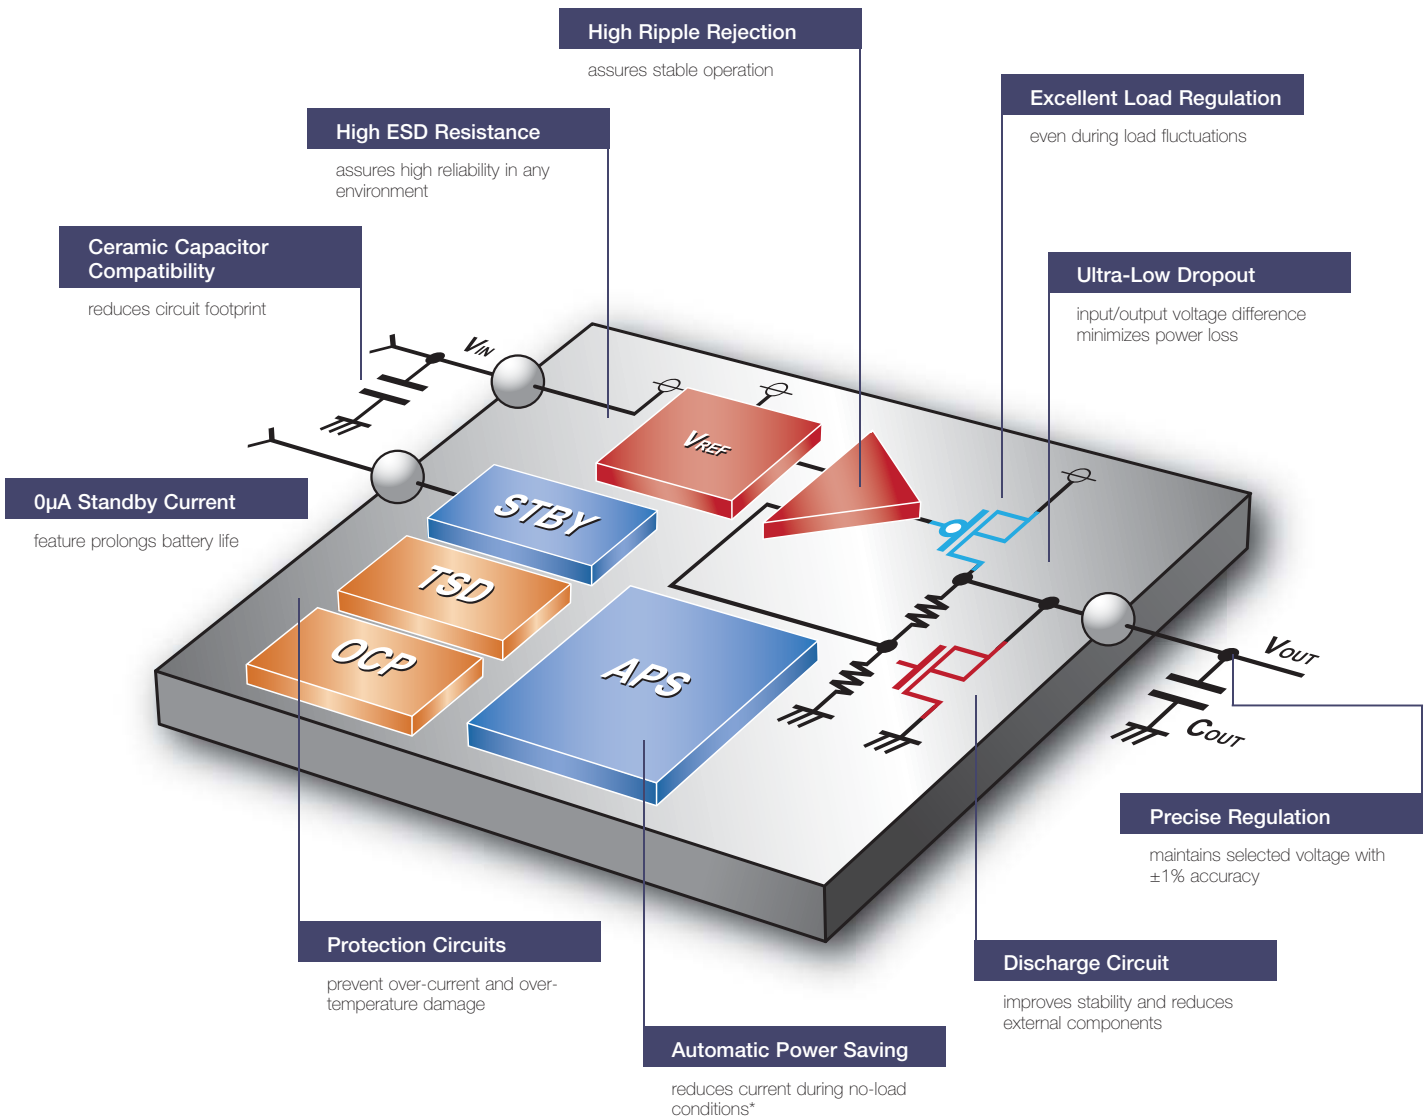 High Ripple Rejection
assures stable operation
Excellent Load Regulation
even during load fluctuations
High ESD Resistance
assures high reliability in any
environment
Ceramic Capacitor
Compatibility
reduces circuit footprint
Ultra-Low Dropout
input/output voltage difference
minimizes power loss
VIN
VREF
0µA Standby Current
feature prolongs battery life
STBY
TSD
OCP
APS
VOUT
COUT
Precise Regulation
maintains selected voltage with
±1% accuracy
Protection Circuits
prevent over-current and over-
temperature damage
Discharge Circuit
improves stability and reduces
external components
Automatic Power Saving
reduces current during no-load
conditions*